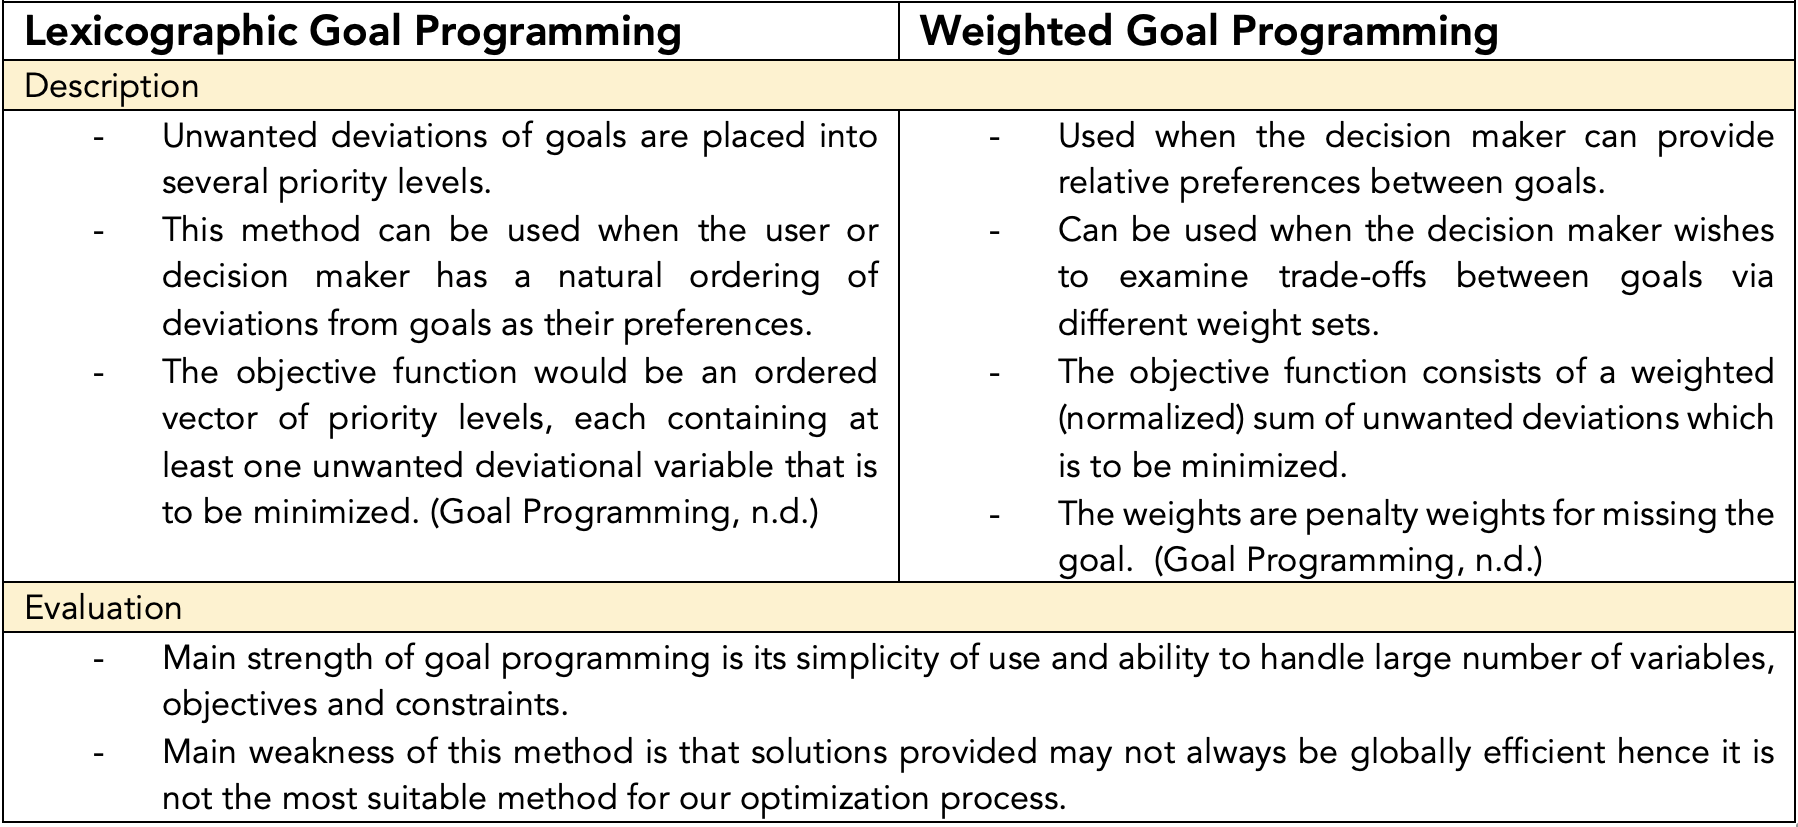 Lexicographic Goal Programming
Weighted Goal Programming
Description
- Unwanted deviations of goals are placed into
several priority levels.
- This method can be used when the user or
decision maker has a natural ordering of
deviations from goals as their preferences.
- The objective function would be an ordered
vector of priority levels, each containing at
least one unwanted deviational variable that is
to be minimized. (Goal Programming, n.d.)
- Used when the decision maker can provide
relative preferences between goals.
- Can be used when the decision maker wishes
to examine trade-offs between goals via
different weight sets.
- The objective function consists of a weighted
(normalized) sum of unwanted deviations which
is to be minimized.
- The weights are penalty weights for missing the
goal.  (Goal Programming, n.d.)
Evaluation
- Main strength of goal programming is its simplicity of use and ability to handle large number of variables,
objectives and constraints.
- Main weakness of this method is that solutions provided may not always be globally efficient hence it is
not the most suitable method for our optimization process.